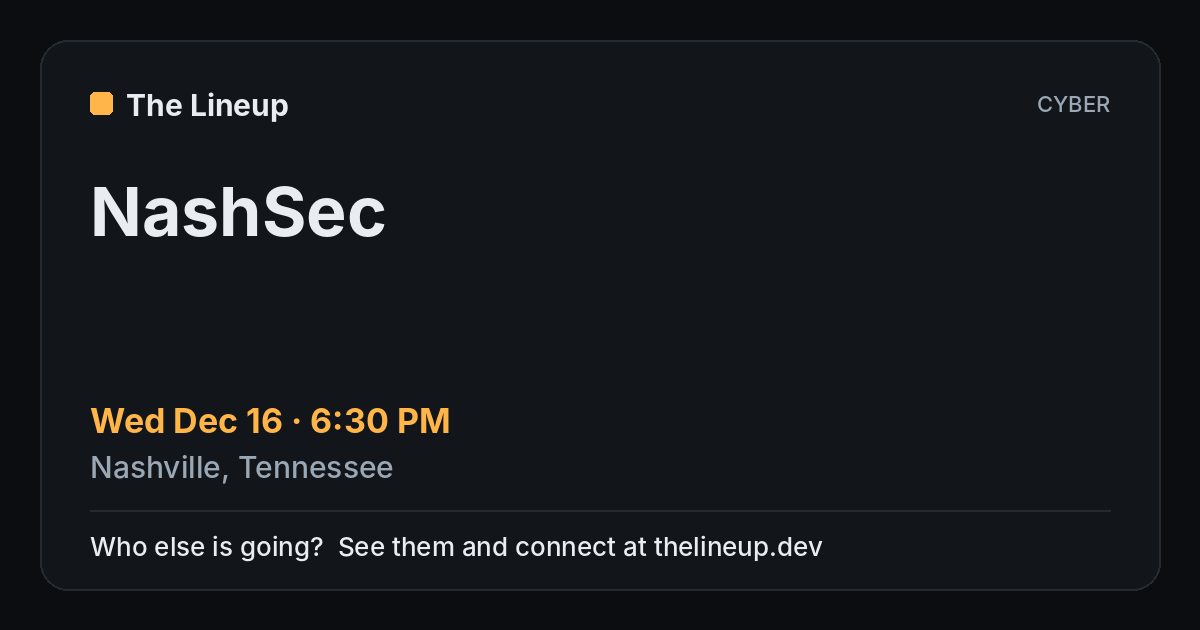 The Lineup
CYBER
NashSec
Wed Dec 16 · 6:30 PM
Nashville, Tennessee
Who else is going? See them and connect at thelineup.dev